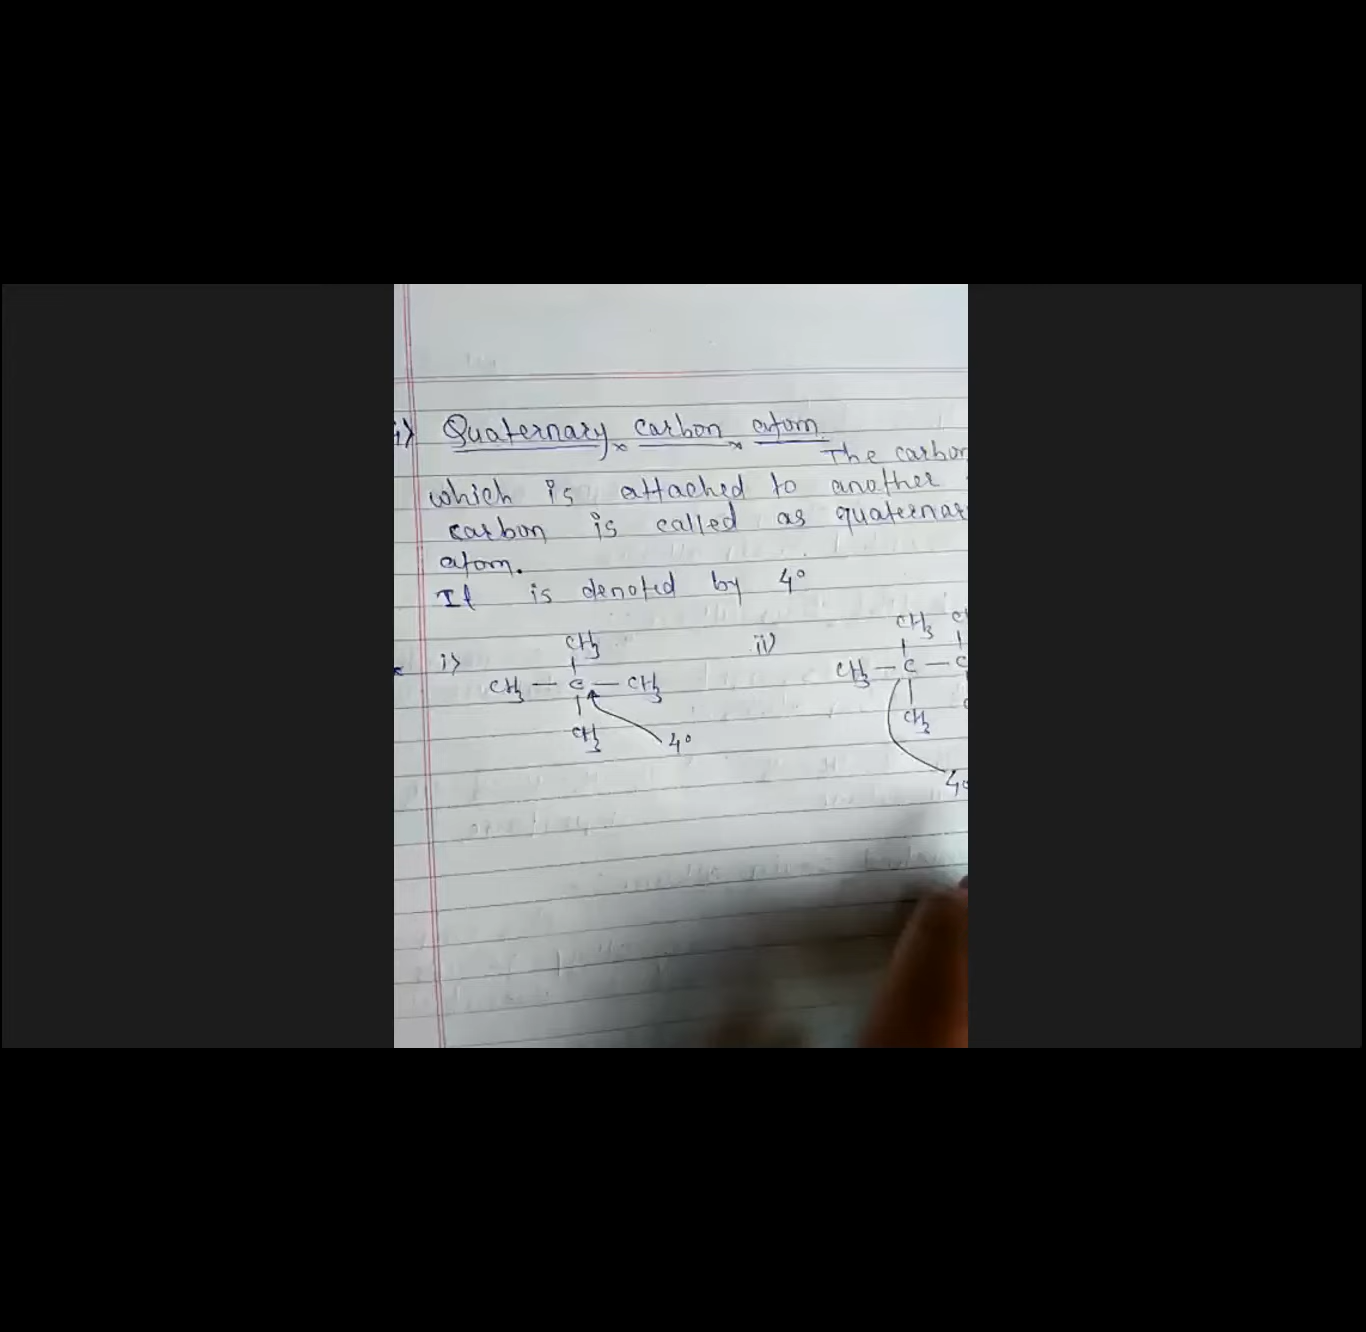 i) Quaternary carbon atom
The carbon
which is attached to another
carbon is called as quaternar
atom.
It is denoted by 4°
i) ii)
CH3 CH3 C
CH3 — C — CH3 CH3 — C — C
CH3 CH3
4° 4°